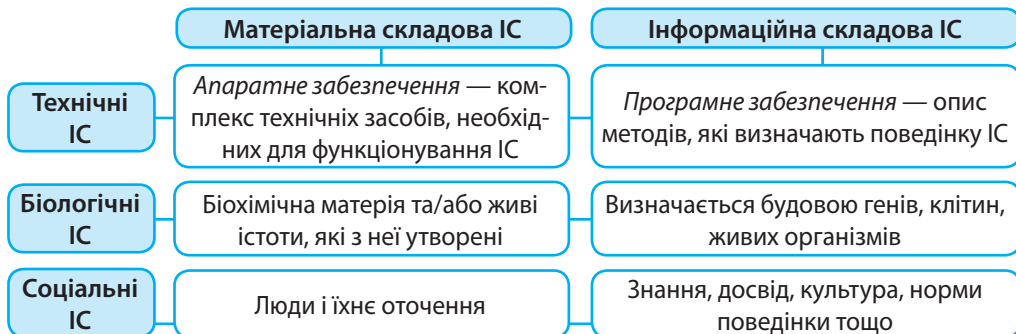 Матеріальна складова ІС
Інформаційна складова ІС
Технічні
ІС
Апаратне забезпечення — ком-
плекс технічних засобів, необхід-
них для функціонування ІС
Програмне забезпечення — опис
методів, які визначають поведінку ІС
Біологічні
ІС
Біохімічна матерія та/або живі
істоти, які з неї утворені
Визначається будовою генів, клітин,
живих організмів
Соціальні
ІС
Люди і їхнє оточення
Знання, досвід, культура, норми
поведінки тощо